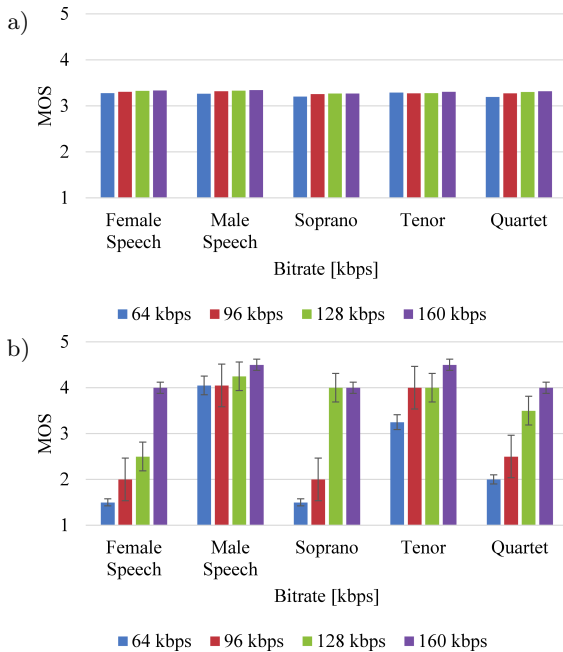 a)
5
4
3
2
1
MOS
Female Speech
Male Speech
Soprano
Tenor
Quartet
Bitrate [kbps]
64 kbps 96 kbps 128 kbps 160 kbps
b)
5
4
3
2
1
MOS
Female Speech
Male Speech
Soprano
Tenor
Quartet
Bitrate [kbps]
64 kbps 96 kbps 128 kbps 160 kbps